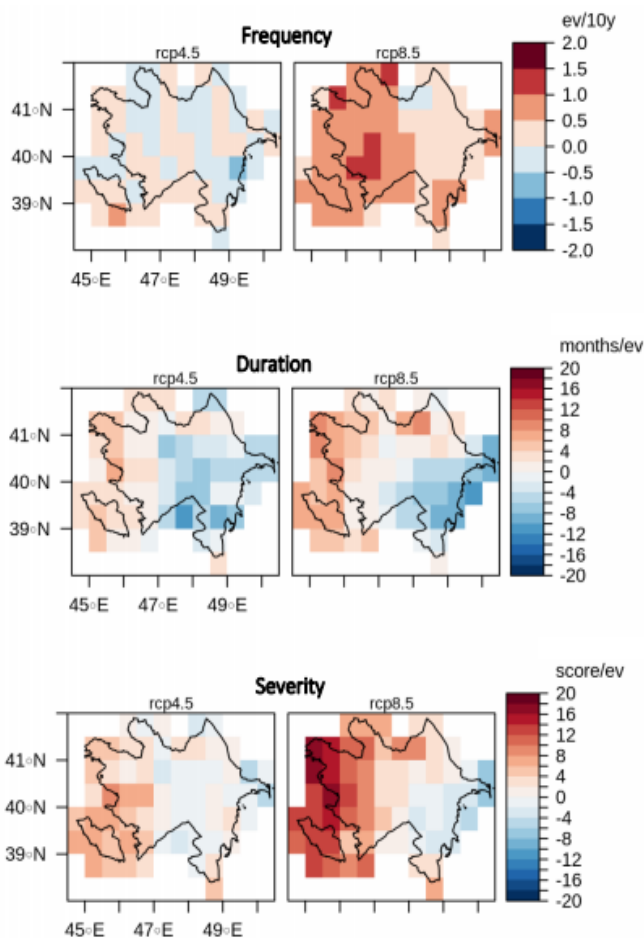 Frequency
rcp4.5 rcp8.5
ev/10y
2.0
1.5
1.0
0.5
0.0
-0.5
-1.0
-1.5
-2.0
41○N
40○N
39○N
45○E 47○E 49○E
Duration
rcp4.5 rcp8.5
months/ev
20
16
12
8
4
0
-4
-8
-12
-16
-20
41○N
40○N
39○N
45○E 47○E 49○E
Severity
rcp4.5 rcp8.5
score/ev
20
16
12
8
4
0
-4
-8
-12
-16
-20
41○N
40○N
39○N
45○E 47○E 49○E